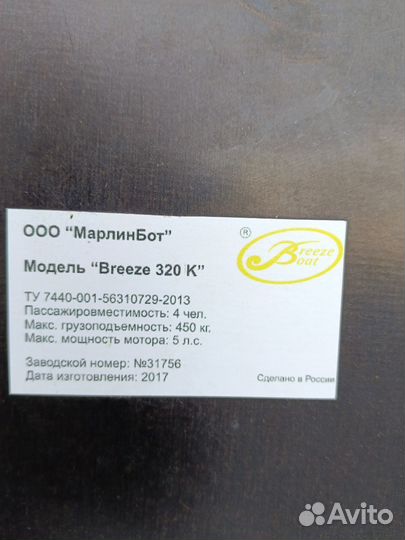 ООО "МарлинБот"
® Breeze Boat
Модель "Breeze 320 K"
ТУ 7440-001-56310729-2013
Пассажировместимость: 4 чел.
Макс. грузоподъемность: 450 кг.
Макс. мощность мотора: 5 л.с.
Заводской номер: №31756
Дата изготовления: 2017
Сделано в России
Avito